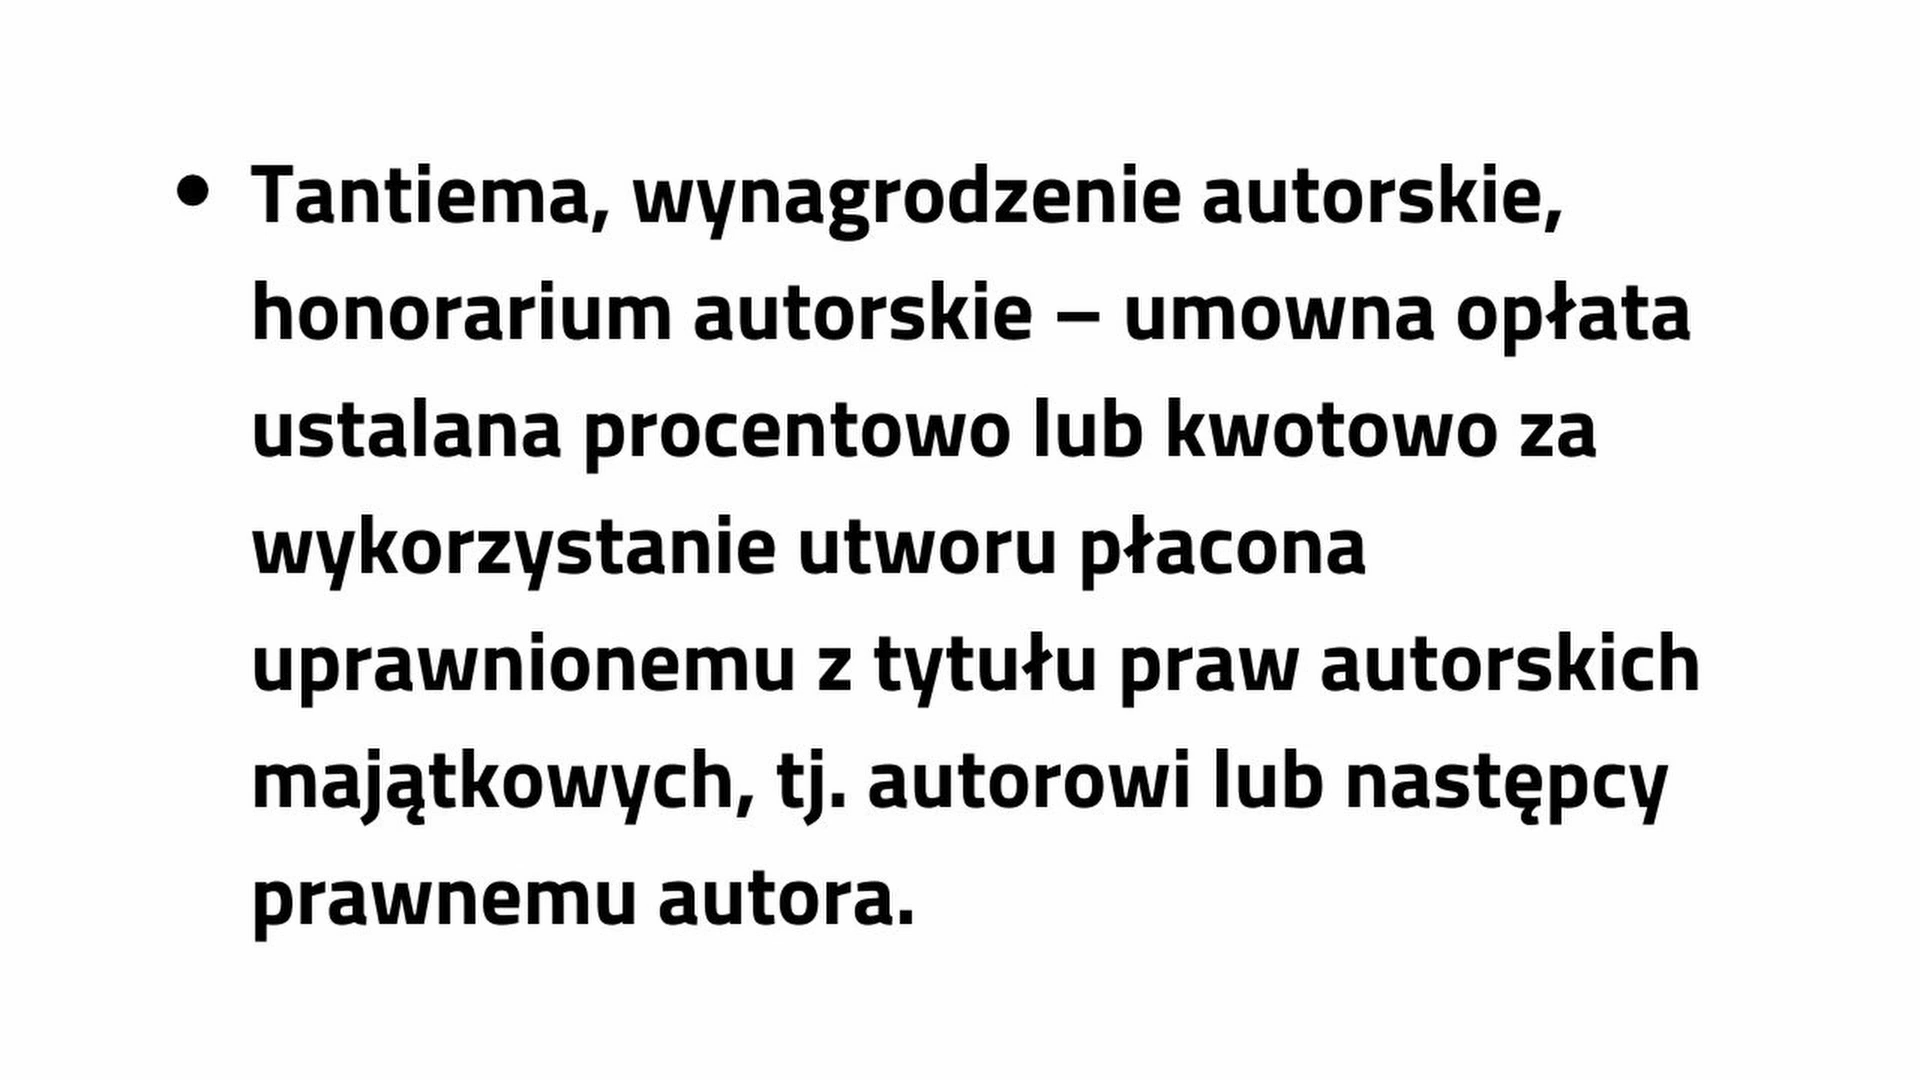 • Tantiema, wynagrodzenie autorskie,
honorarium autorskie – umowna opłata
ustalana procentowo lub kwotowo za
wykorzystanie utworu płacona
uprawnionemu z tytułu praw autorskich
majątkowych, tj. autorowi lub następcy
prawnemu autora.